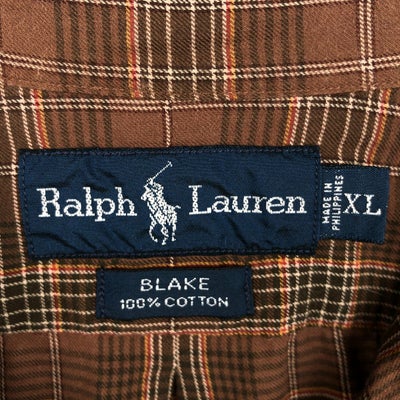 Ralph Lauren
MADE IN
PHILIPPINES
XL
BLAKE
100% COTTON